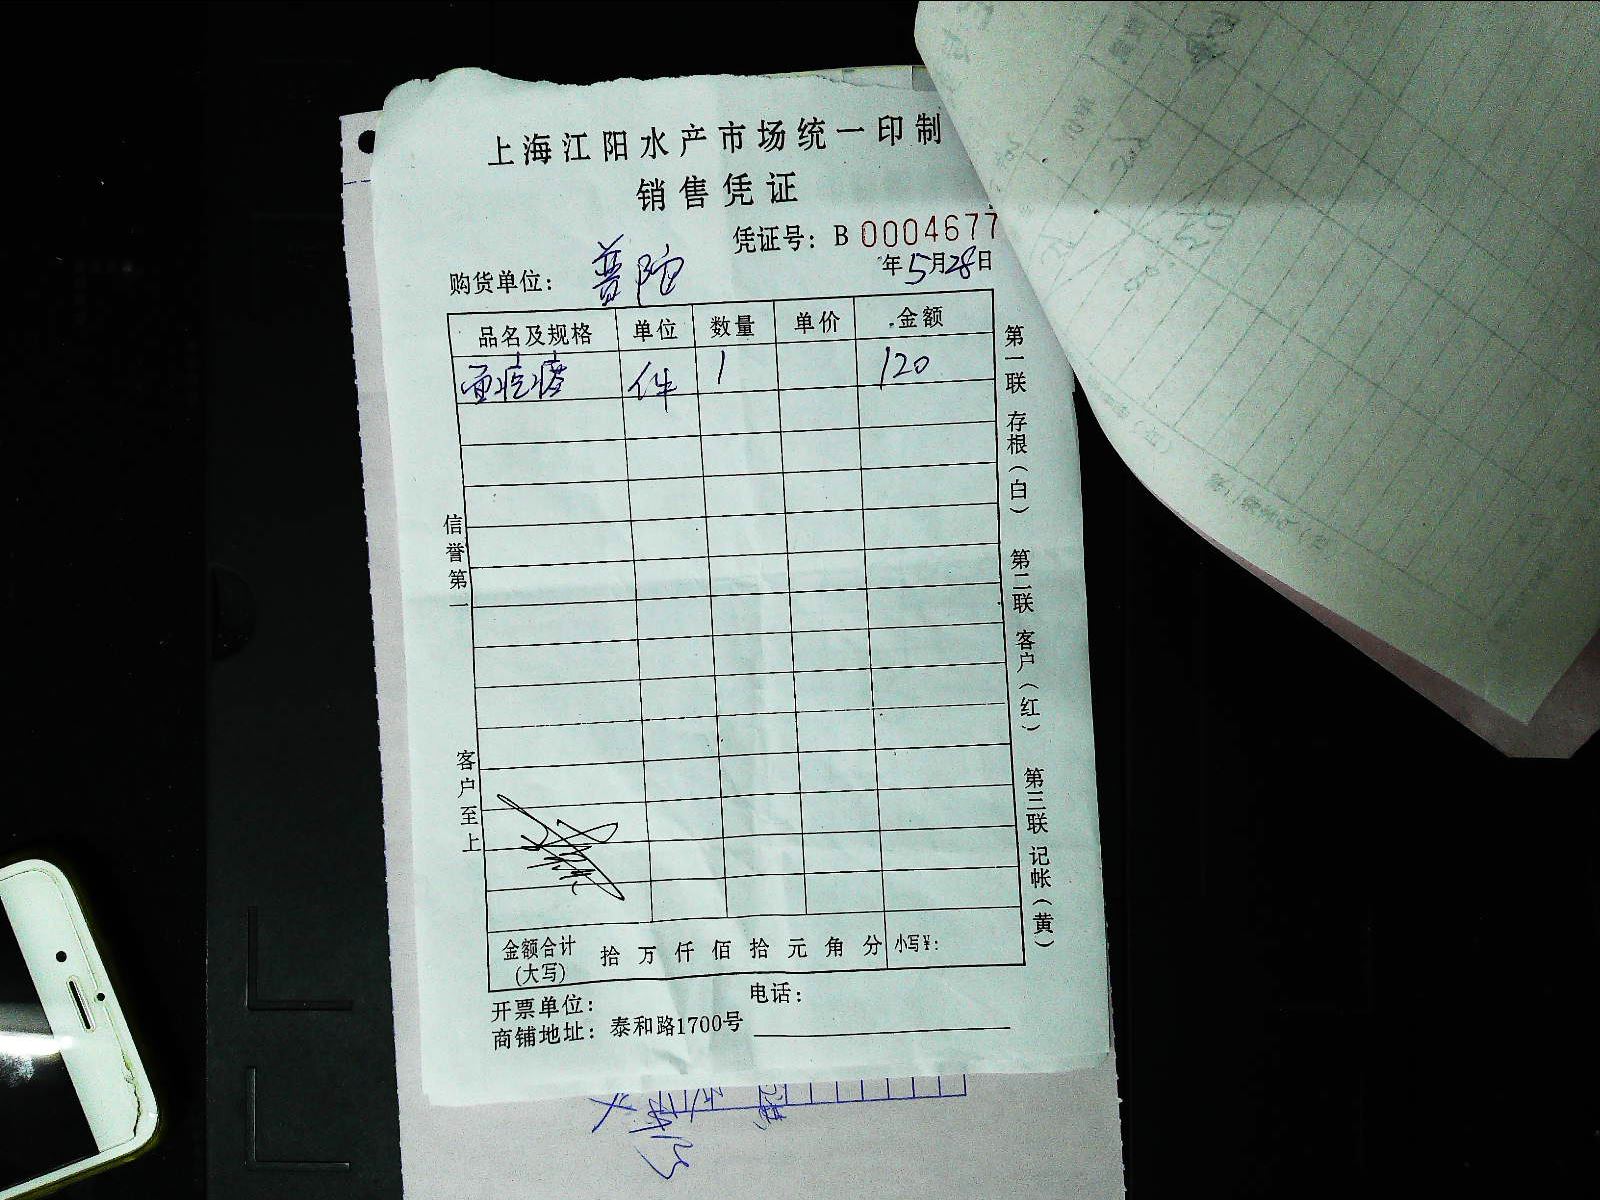 上海江阳水产市场统一印制
销售凭证
凭证号：B 0004677
购货单位：普陀
年5月28日
品名及规格 单位 数量 单价 金额
面疙瘩 件 1 120
信誉第一
客户至上
第一联 存根（白）
第二联 客户（红）
第三联 记帐（黄）
金额合计 拾 万 仟 佰 拾 元 角 分 小写¥:
(大写)
开票单位： 电话：
商铺地址：泰和路1700号